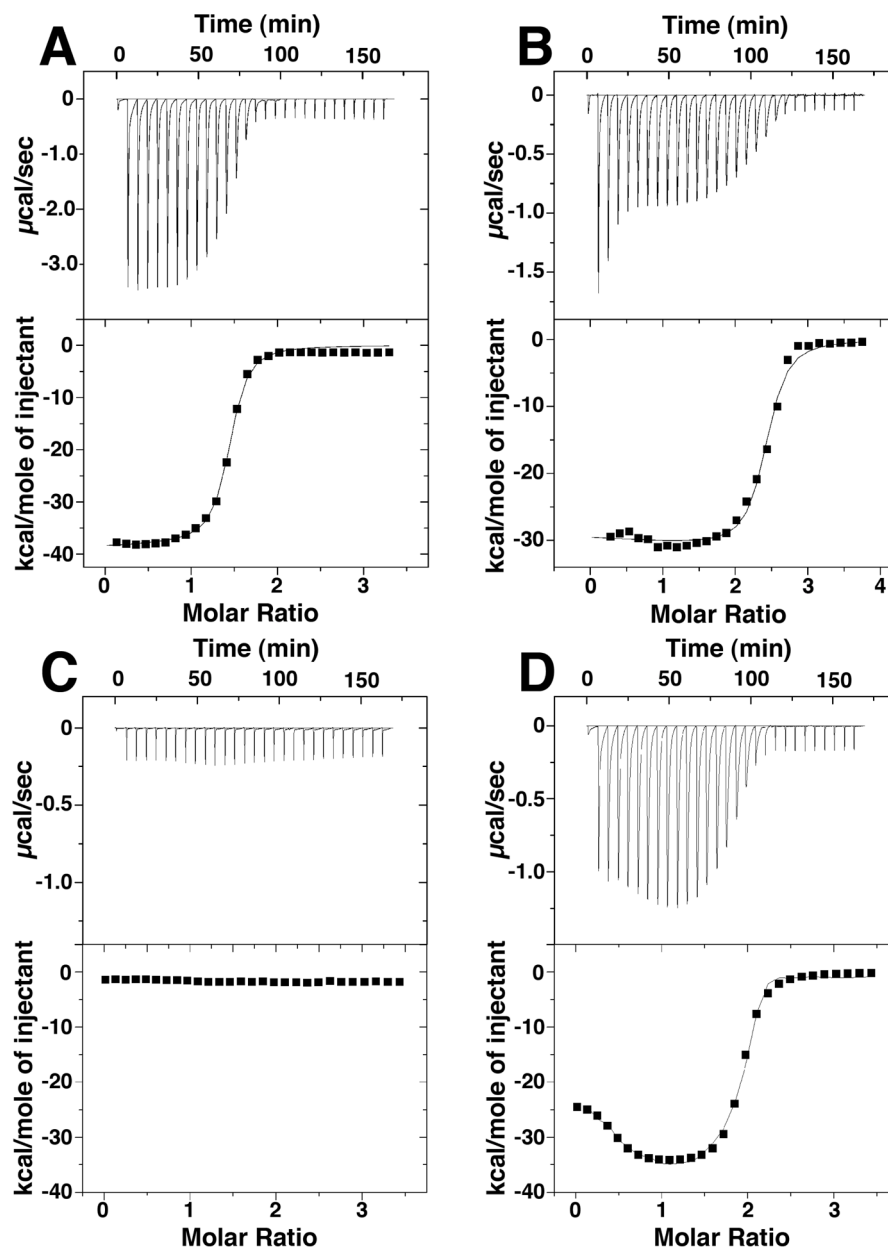 A
Time (min)
0 50 100 150
µcal/sec
0
-1.0
-2.0
-3.0
kcal/mole of injectant
0
-10
-20
-30
-40
0 1 2 3
Molar Ratio
B
Time (min)
0 50 100 150
µcal/sec
0
-0.5
-1.0
-1.5
kcal/mole of injectant
0
-10
-20
-30
0 1 2 3 4
Molar Ratio
C
Time (min)
0 50 100 150
µcal/sec
0
-0.5
-1.0
kcal/mole of injectant
0
-10
-20
-30
-40
0 1 2 3
Molar Ratio
D
Time (min)
0 50 100 150
µcal/sec
0
-0.5
-1.0
kcal/mole of injectant
0
-10
-20
-30
-40
0 1 2 3
Molar Ratio